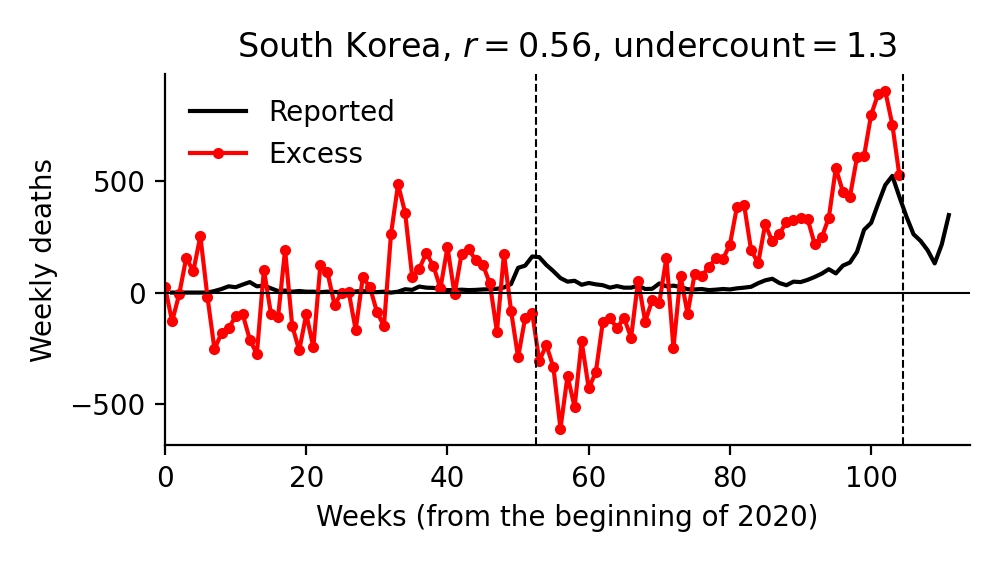 South Korea, r = 0.56, undercount = 1.3
Reported
Excess
Weekly deaths
500
0
−500
0 20 40 60 80 100
Weeks (from the beginning of 2020)